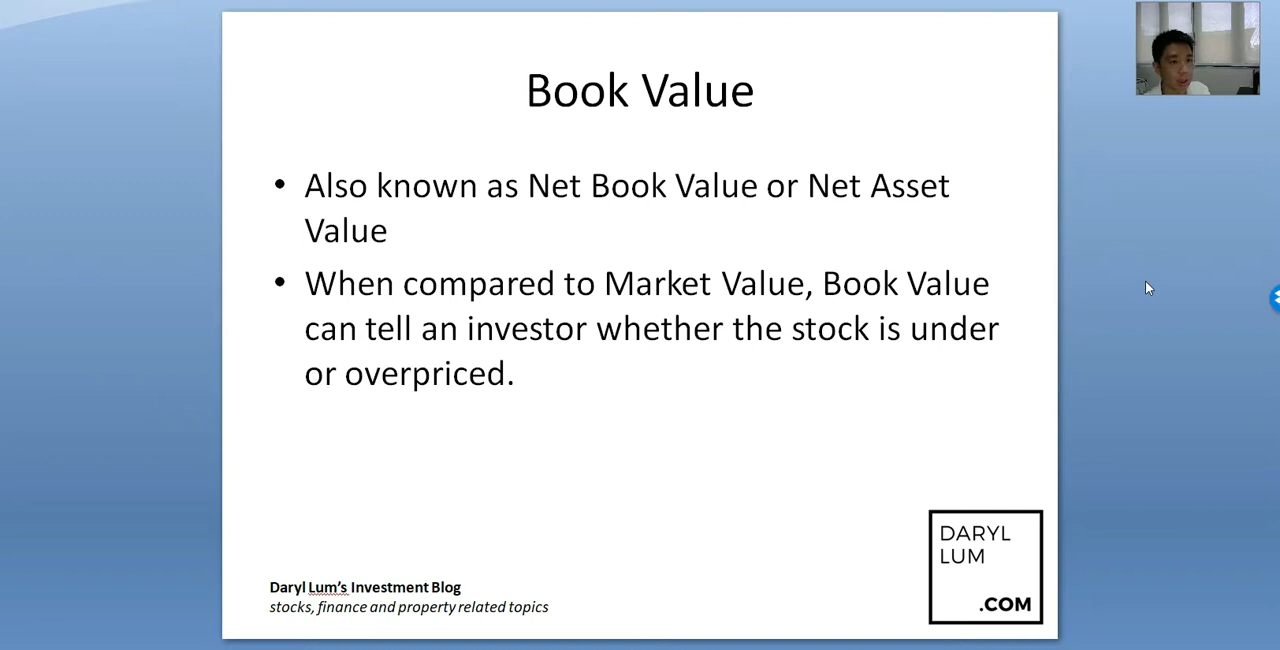 Book Value
• Also known as Net Book Value or Net Asset
Value
• When compared to Market Value, Book Value
can tell an investor whether the stock is under
or overpriced.
Daryl Lum's Investment Blog
stocks, finance and property related topics
DARYL
LUM
.COM